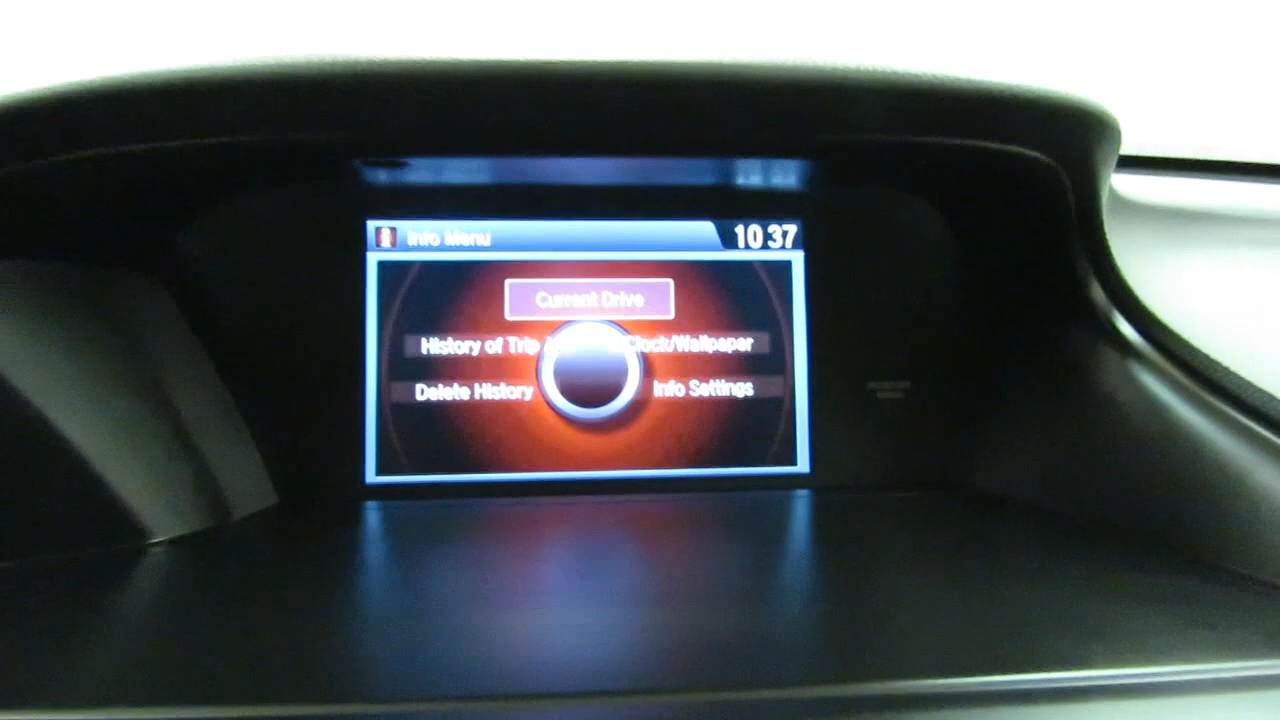 Info Menu
10:37
Current Drive
History of Trip
Clock/Wallpaper
Delete History
Info Settings